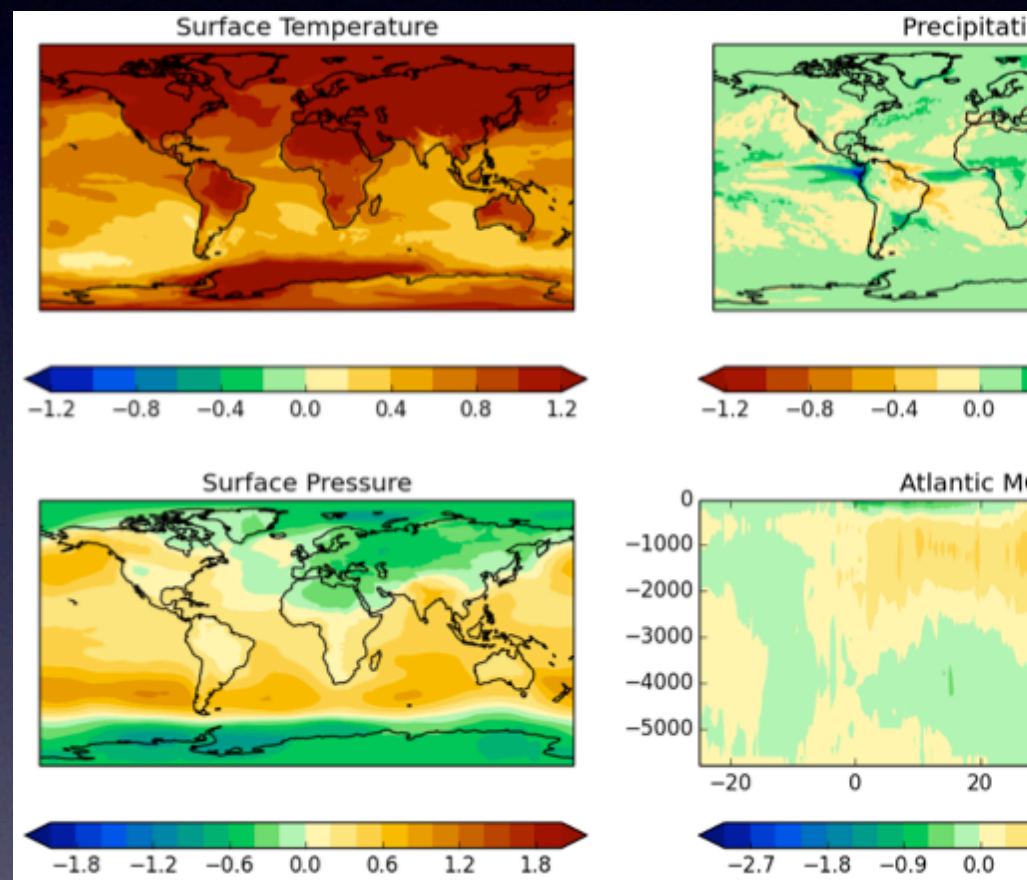 Surface Temperature
−1.2 −0.8 −0.4 0.0 0.4 0.8 1.2
Precipitati
−1.2 −0.8 −0.4 0.0
Surface Pressure
−1.8 −1.2 −0.6 0.0 0.6 1.2 1.8
Atlantic M
0
−1000
−2000
−3000
−4000
−5000
−20 0 20
−2.7 −1.8 −0.9 0.0